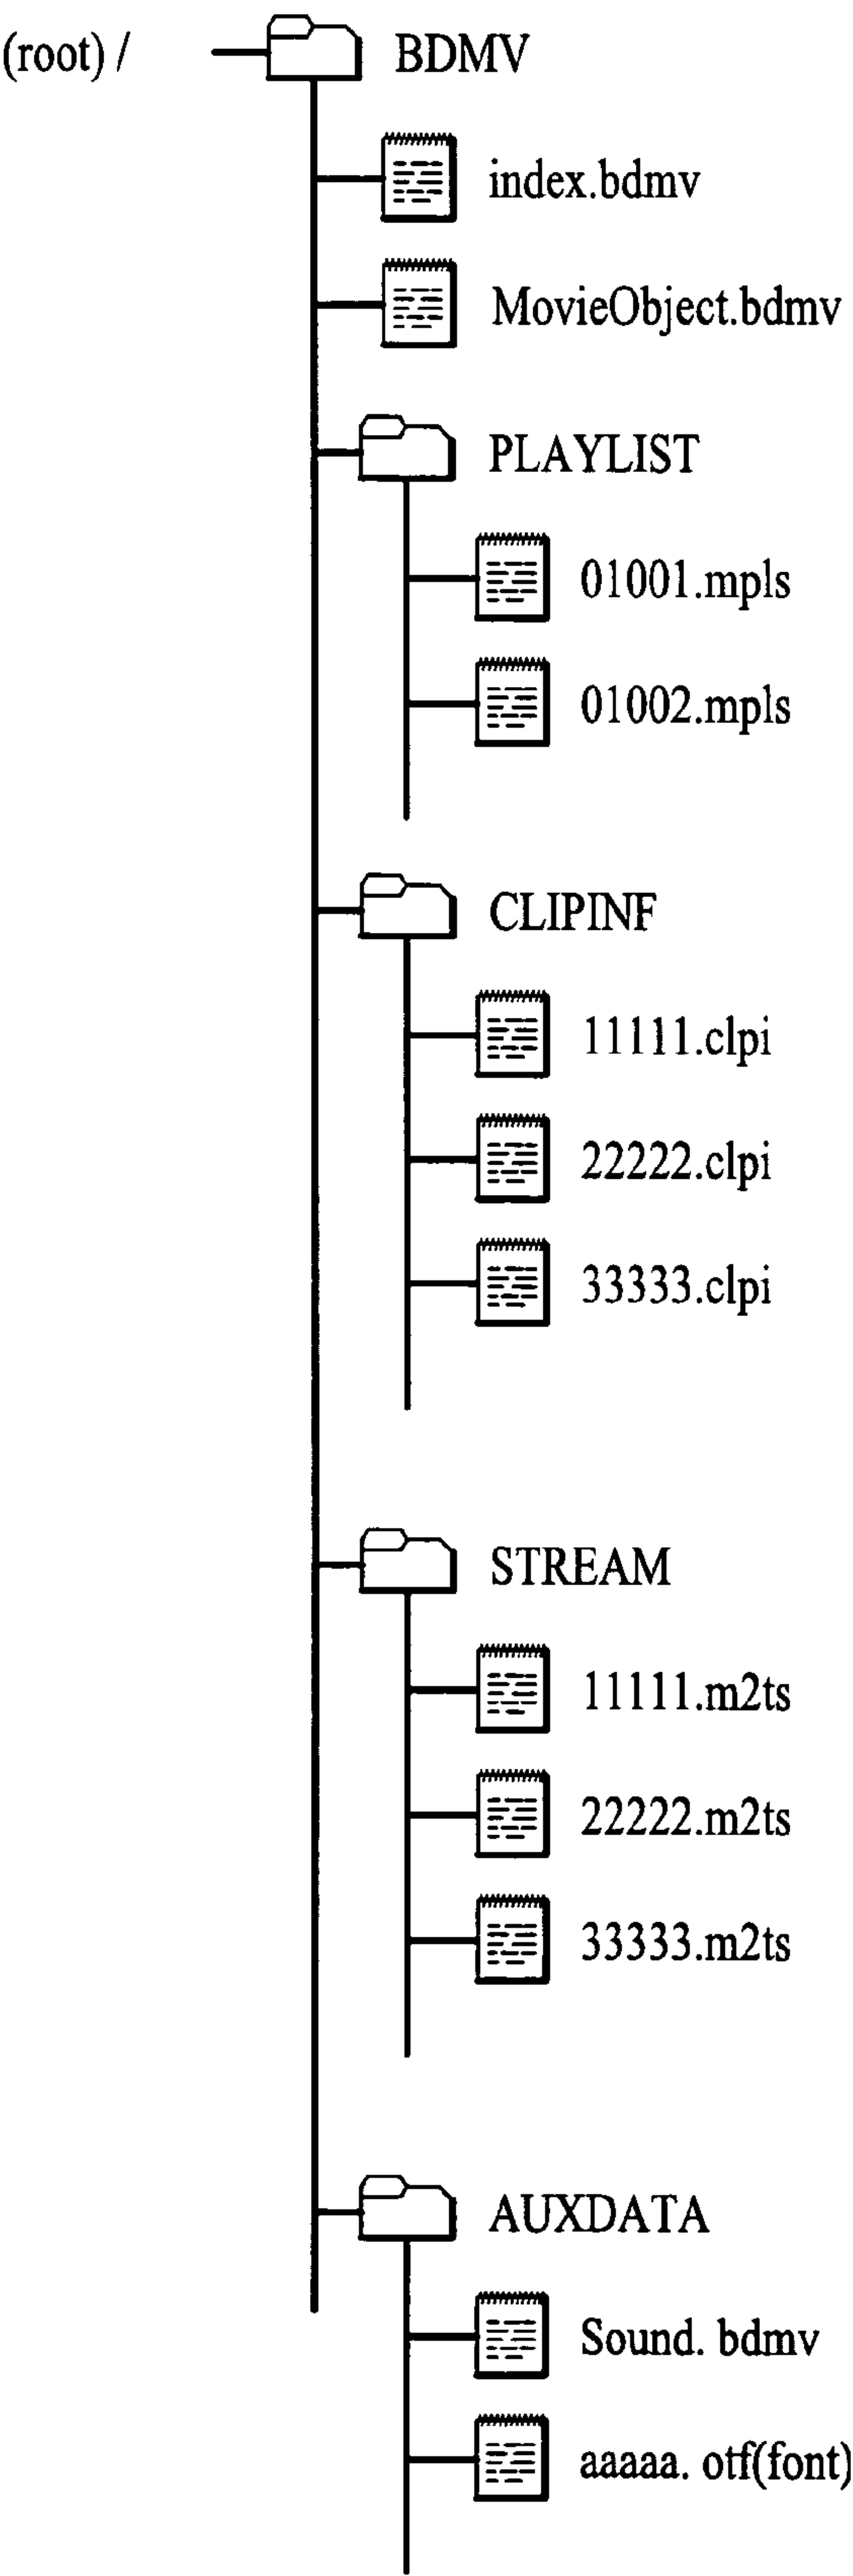 (root) / BDMV
index.bdmv
MovieObject.bdmv
PLAYLIST
01001.mpls
01002.mpls
CLIPINF
11111.clpi
22222.clpi
33333.clpi
STREAM
11111.m2ts
22222.m2ts
33333.m2ts
AUXDATA
Sound. bdmv
aaaaa. otf(font)